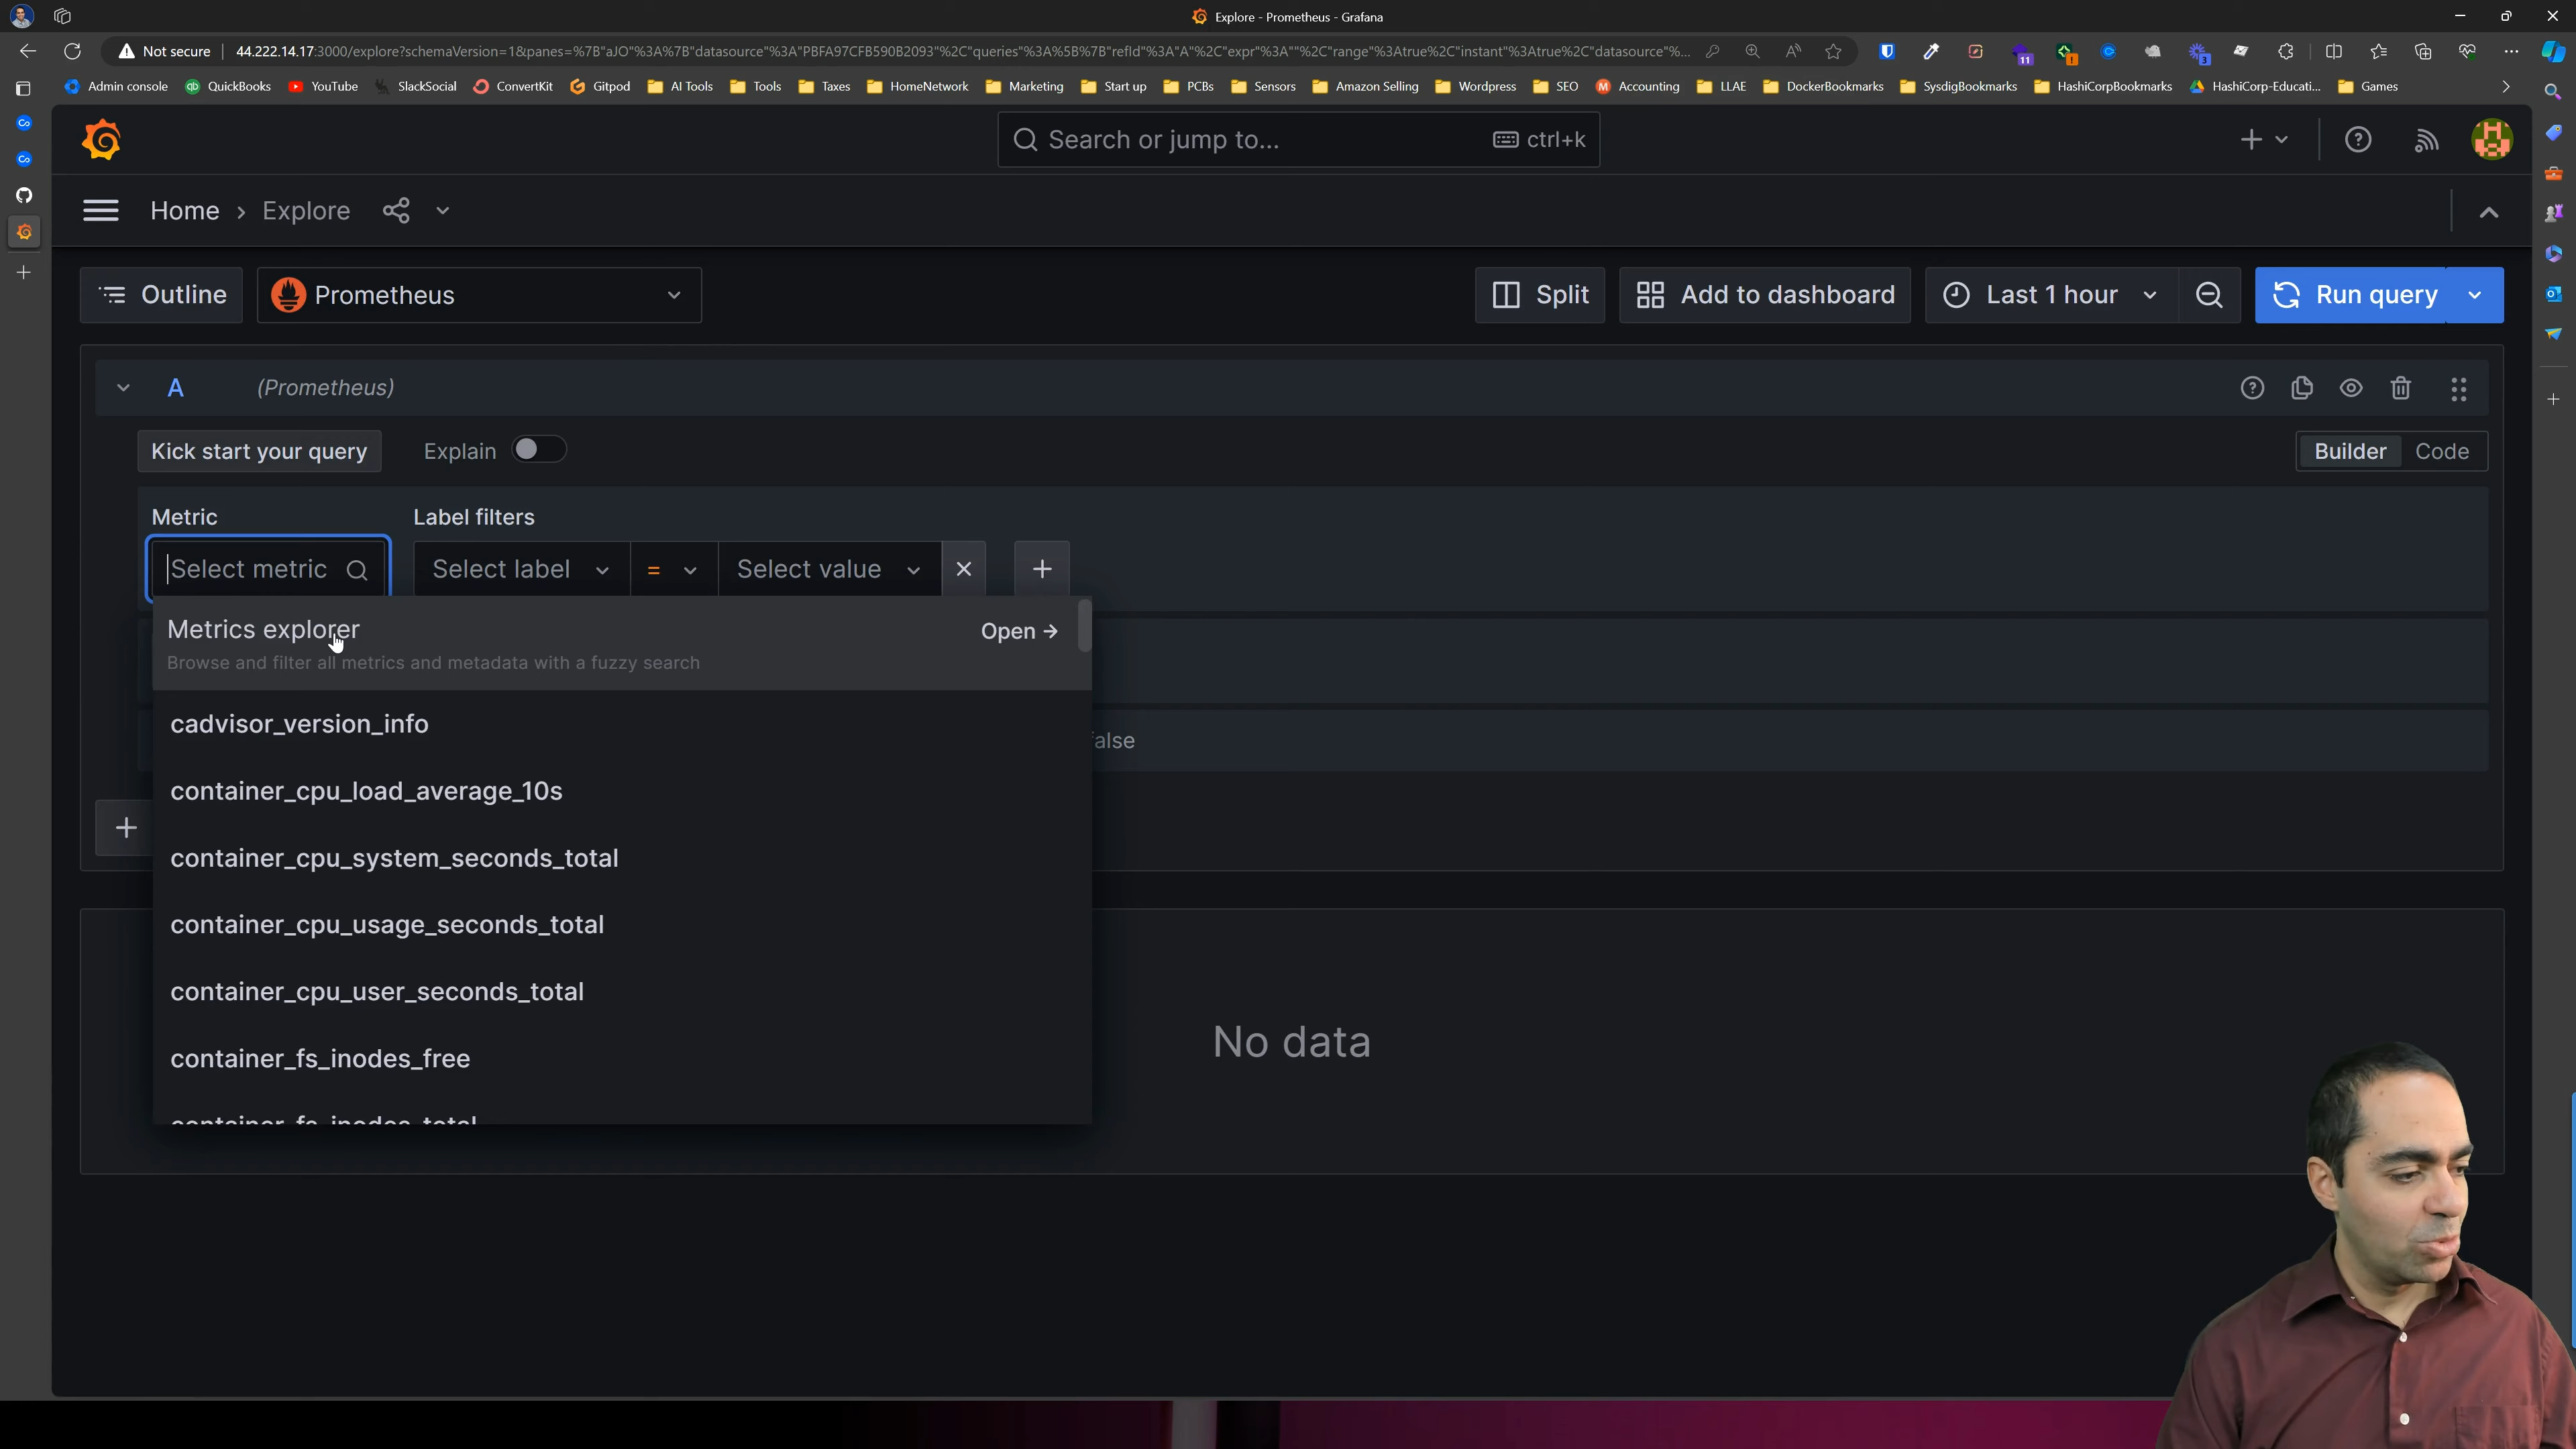 Explore - Prometheus - Grafana
Not secure 44.222.14.17:3000/explore?schemaVersion=1&panes=%7B"aJO"%3A%7B"datasource"%3A"PBFA97CFB590B2093"%2C"queries"%3A%5B%7B"refId"%3A"A"%2C"expr"%3A""%2C"range"%3Atrue%2C"instant"%3Atrue%2C"datasource"%...
11
3
Admin console QuickBooks YouTube SlackSocial ConvertKit Gitpod AI Tools Tools Taxes HomeNetwork Marketing Start up PCBs Sensors Amazon Selling Wordpress SEO Accounting LLAE DockerBookmarks SysdigBookmarks HashiCorpBookmarks HashiCorp-Educati... Games
Search or jump to... ctrl+k
Home › Explore
Outline Prometheus Split Add to dashboard Last 1 hour Run query
A (Prometheus)
Kick start your query Explain Builder Code
Metric Label filters
Select metric Select label = Select value
Metrics explorer Open →
Browse and filter all metrics and metadata with a fuzzy search
cadvisor_version_info
alse
container_cpu_load_average_10s
container_cpu_system_seconds_total
container_cpu_usage_seconds_total
container_cpu_user_seconds_total
container_fs_inodes_free
container_fs_inodes_total
No data